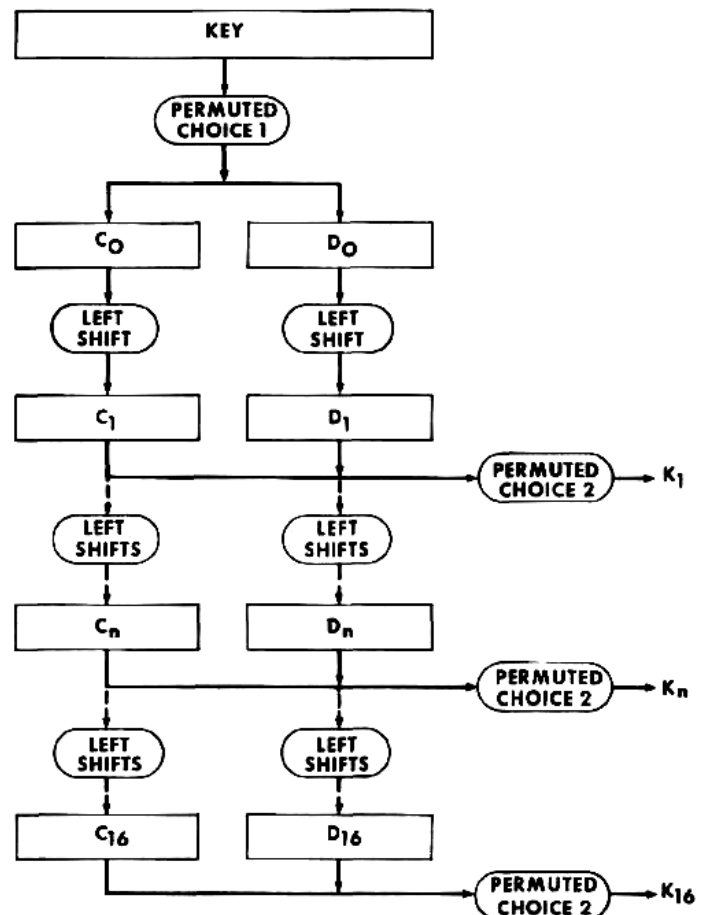 KEY
PERMUTED
CHOICE 1
C₀ D₀
LEFT LEFT
SHIFT SHIFT
C₁ D₁
PERMUTED
CHOICE 2
K₁
LEFT LEFT
SHIFTS SHIFTS
Cₙ Dₙ
PERMUTED
CHOICE 2
Kₙ
LEFT LEFT
SHIFTS SHIFTS
C₁₆ D₁₆
PERMUTED
CHOICE 2
K₁₆